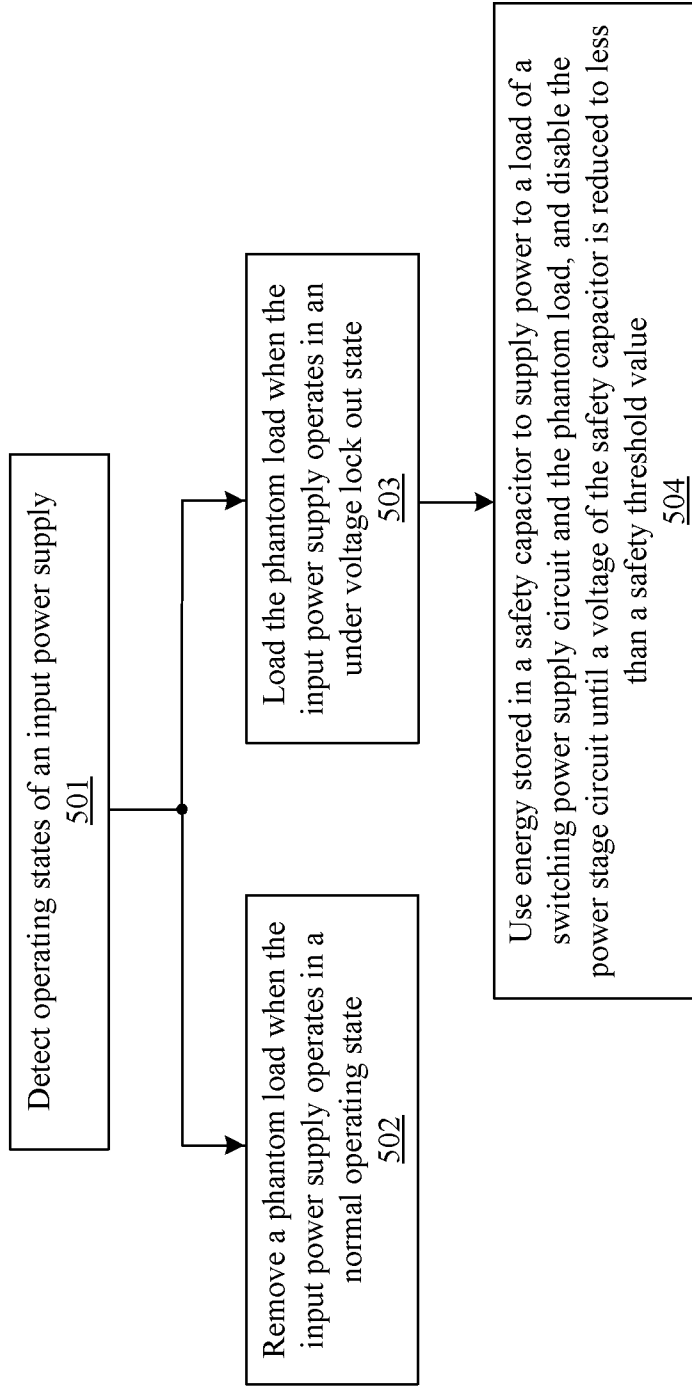 Detect operating states of an input power supply
501
Remove a phantom load when the
input power supply operates in a
normal operating state
502
Load the phantom load when the
input power supply operates in an
under voltage lock out state
503
Use energy stored in a safety capacitor to supply power to a load of a
switching power supply circuit and the phantom load, and disable the
power stage circuit until a voltage of the safety capacitor is reduced to less
than a safety threshold value
504